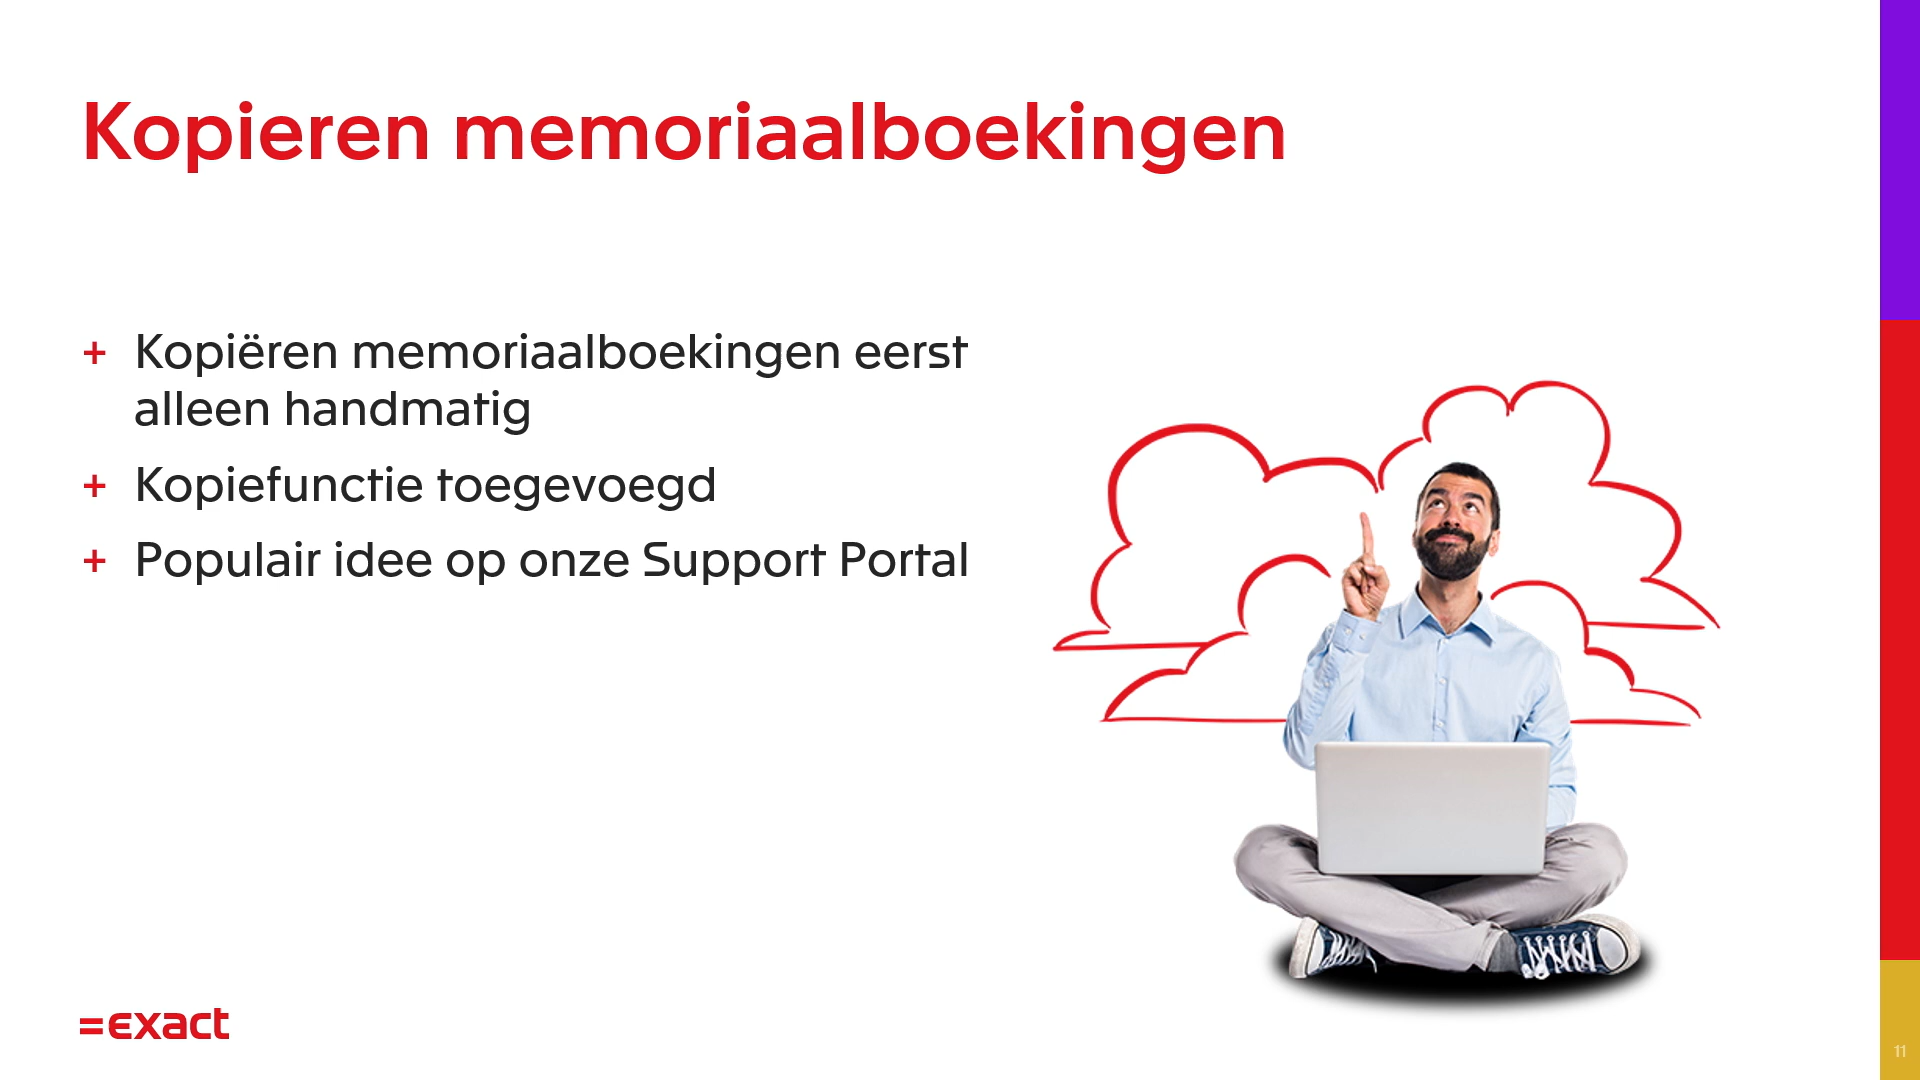 Kopieren memoriaalboekingen
+ Kopiëren memoriaalboekingen eerst
alleen handmatig
+ Kopiefunctie toegevoegd
+ Populair idee op onze Support Portal
=exact
11